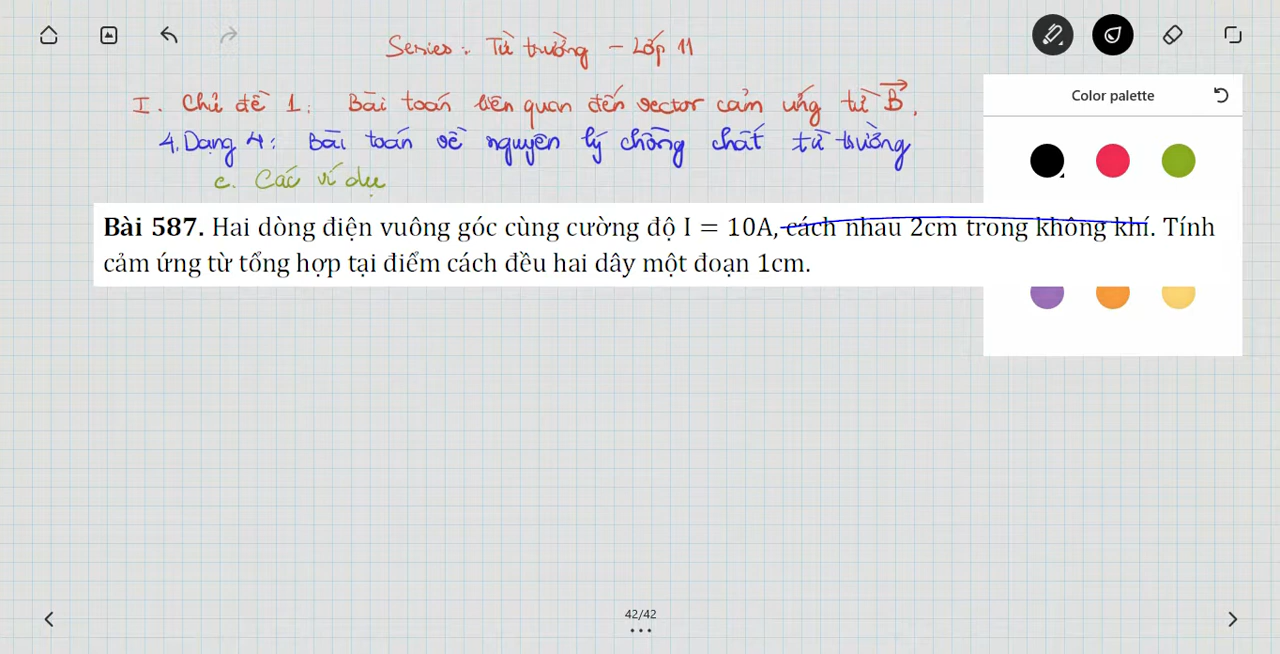 Series: Từ trường - Lớp 11
I. Chủ đề 1: Bài toán liên quan đến vector cảm ứng từ B.
Color palette
4. Dạng 4: Bài toán về nguyên lý chồng chất từ trường
c. Các ví dụ
Bài 587. Hai dòng điện vuông góc cùng cường độ I = 10A, cách nhau 2cm trong không khí. Tính
cảm ứng từ tổng hợp tại điểm cách đều hai dây một đoạn 1cm.
42/42